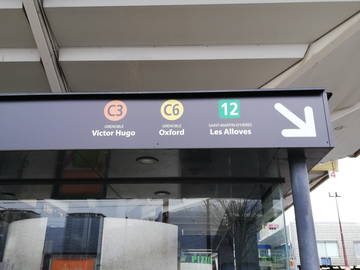 C3
GRENOBLE
Victor Hugo
C6
GRENOBLE
Oxford
12
SAINT-MARTIN-D'HÈRES
Les Alloves